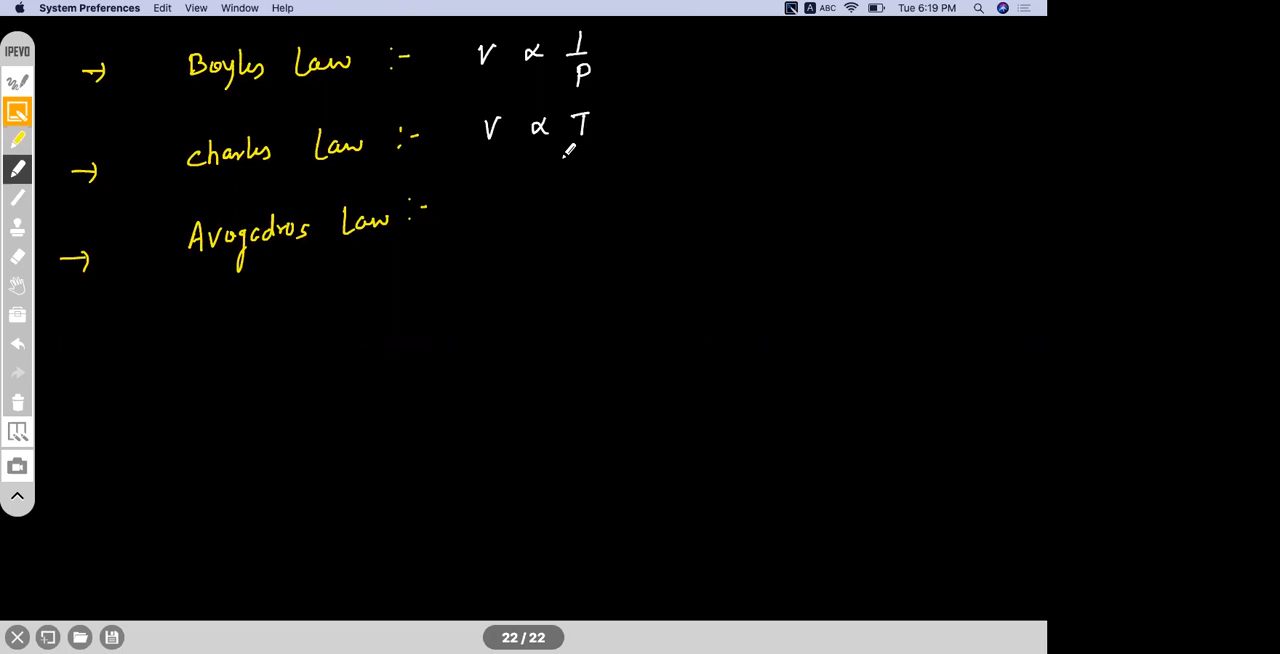 System Preferences Edit View Window Help
A ABC Tue 6:19 PM
IPEVO
→ Boyles Law :- V ∝ 1/P
→ Charles Law :- V ∝ T
→ Avogadros Law :-
22 / 22